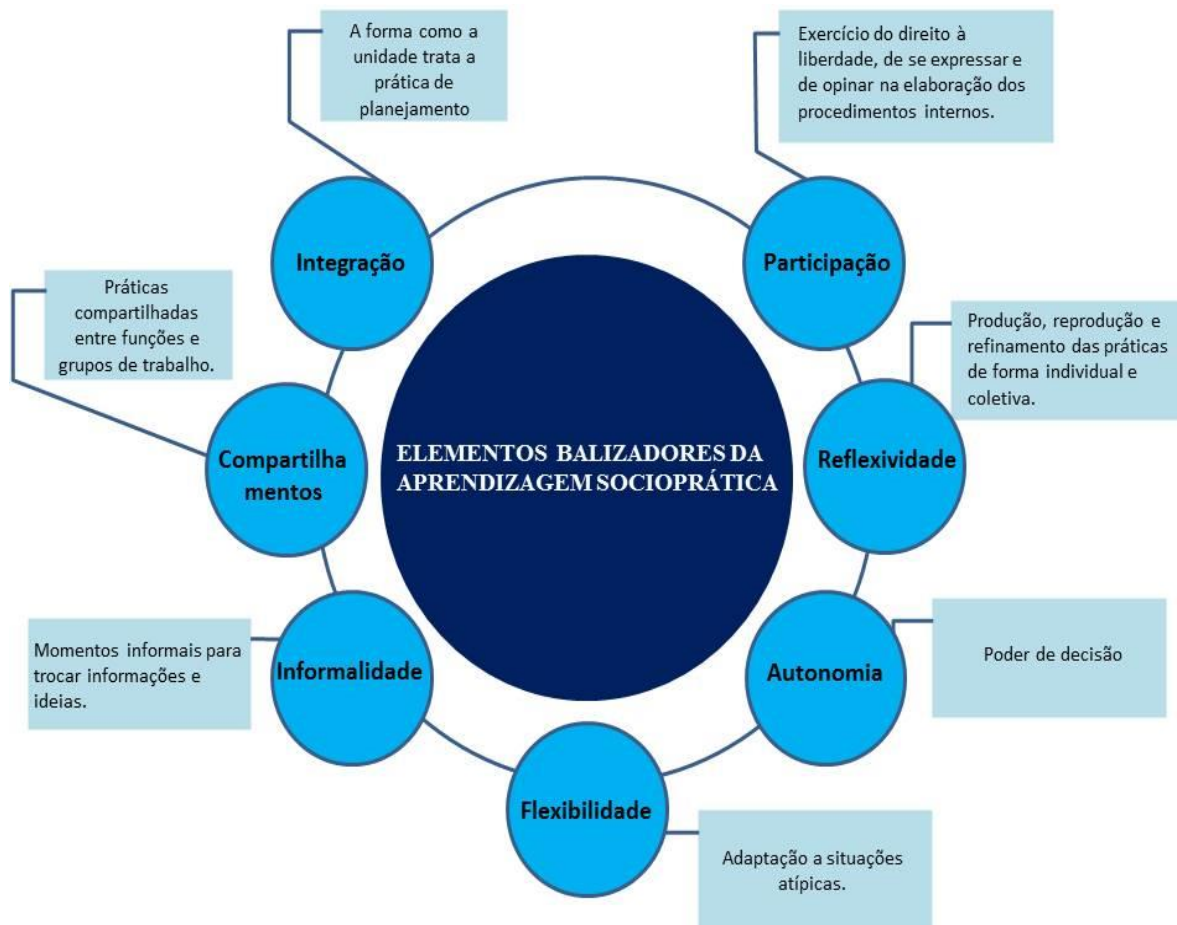 A forma como a
unidade trata a
prática de
planejamento
Exercício do direito à
liberdade, de se expressar e
de opinar na elaboração dos
procedimentos internos.
Integração
Participação
Práticas
compartilhadas
entre funções e
grupos de trabalho.
Produção, reprodução e
refinamento das práticas
de forma individual e
coletiva.
Compartilha
mentos
ELEMENTOS BALIZADORES DA
APRENDIZAGEM SOCIOPRÁTICA
Reflexividade
Momentos informais para
trocar informações e
ideias.
Informalidade
Autonomia
Poder de decisão
Flexibilidade
Adaptação a situações
atípicas.